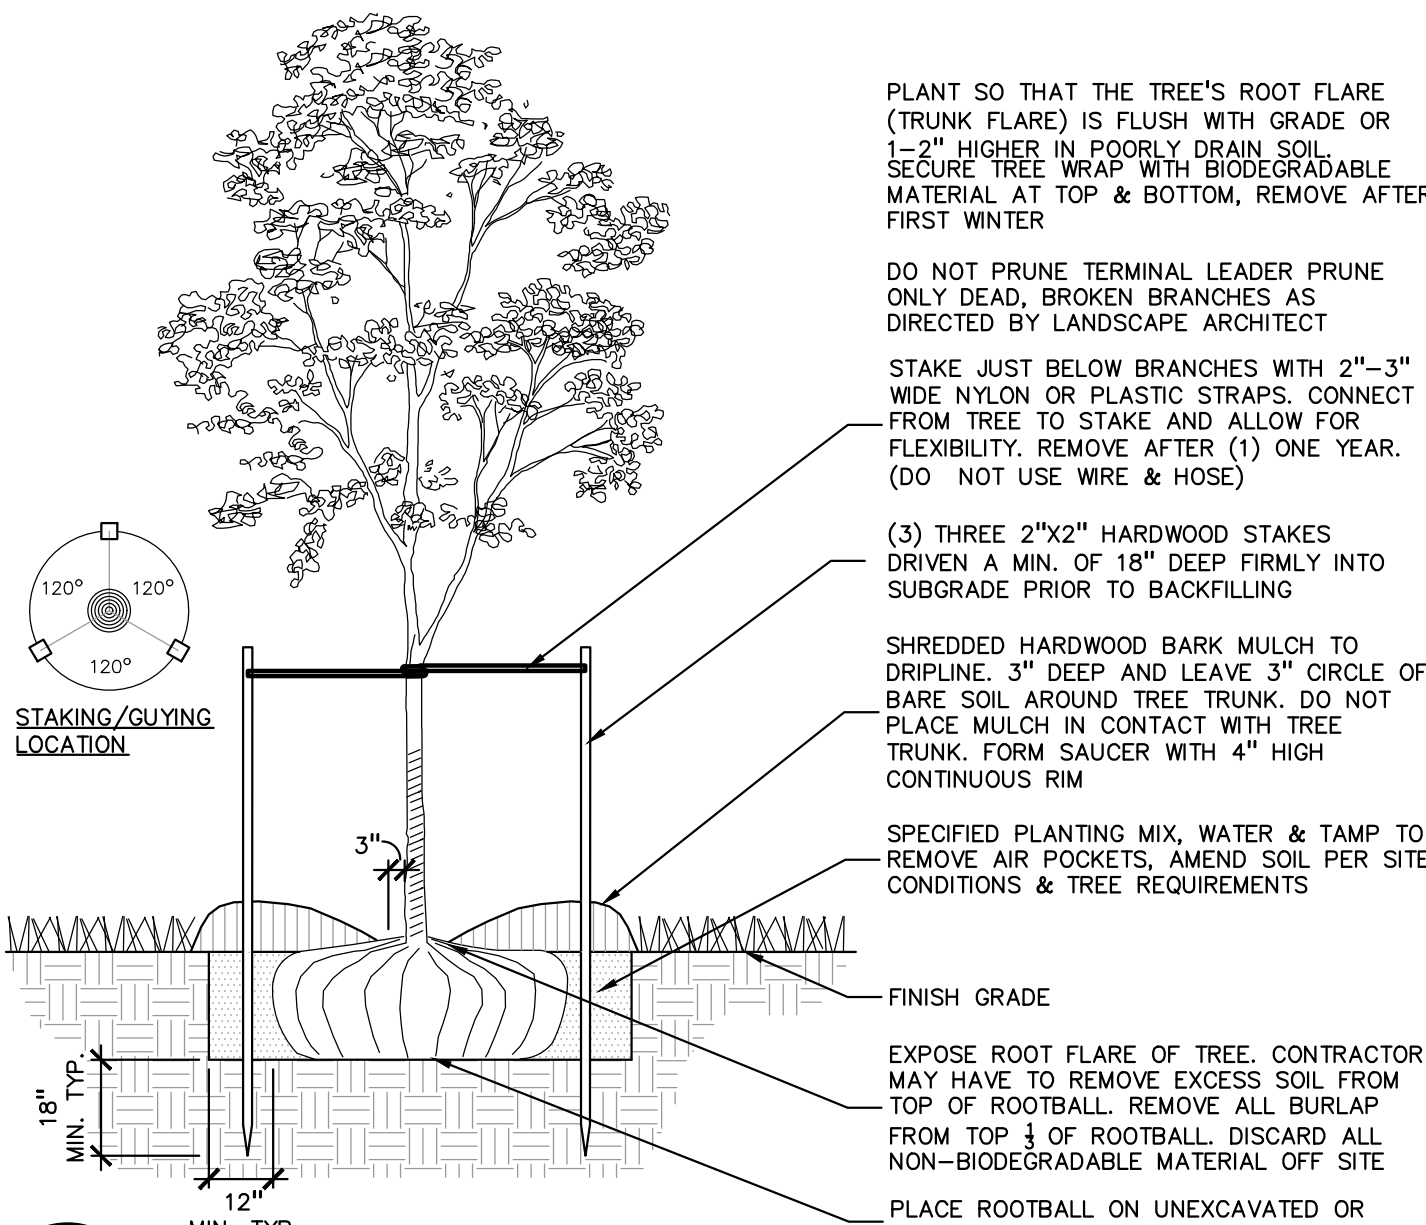 PLANT SO THAT THE TREE'S ROOT FLARE
(TRUNK FLARE) IS FLUSH WITH GRADE OR
1-2" HIGHER IN POORLY DRAIN SOIL.
SECURE TREE WRAP WITH BIODEGRADABLE
MATERIAL AT TOP & BOTTOM, REMOVE AFTER
FIRST WINTER
DO NOT PRUNE TERMINAL LEADER PRUNE
ONLY DEAD, BROKEN BRANCHES AS
DIRECTED BY LANDSCAPE ARCHITECT
STAKE JUST BELOW BRANCHES WITH 2"-3"
WIDE NYLON OR PLASTIC STRAPS. CONNECT
FROM TREE TO STAKE AND ALLOW FOR
FLEXIBILITY. REMOVE AFTER (1) ONE YEAR.
(DO NOT USE WIRE & HOSE)
(3) THREE 2"X2" HARDWOOD STAKES
DRIVEN A MIN. OF 18" DEEP FIRMLY INTO
SUBGRADE PRIOR TO BACKFILLING
SHREDDED HARDWOOD BARK MULCH TO
DRIPLINE. 3" DEEP AND LEAVE 3" CIRCLE OF
BARE SOIL AROUND TREE TRUNK. DO NOT
PLACE MULCH IN CONTACT WITH TREE
TRUNK. FORM SAUCER WITH 4" HIGH
CONTINUOUS RIM
SPECIFIED PLANTING MIX, WATER & TAMP TO
REMOVE AIR POCKETS, AMEND SOIL PER SITE
CONDITIONS & TREE REQUIREMENTS
FINISH GRADE
EXPOSE ROOT FLARE OF TREE. CONTRACTOR
MAY HAVE TO REMOVE EXCESS SOIL FROM
TOP OF ROOTBALL. REMOVE ALL BURLAP
FROM TOP 1/3 OF ROOTBALL. DISCARD ALL
NON-BIODEGRADABLE MATERIAL OFF SITE
PLACE ROOTBALL ON UNEXCAVATED OR
120° 120°
120°
STAKING/GUYING
LOCATION
3"
18"
MIN. TYP.
12"
MIN. TYP.